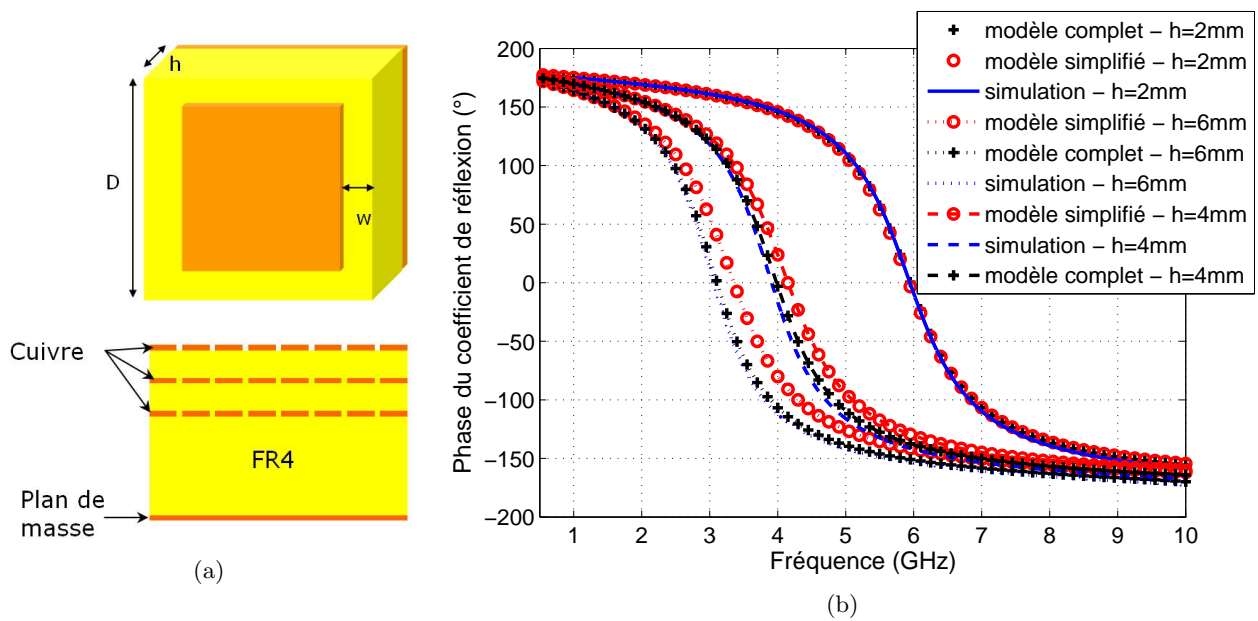 h
D
w
Cuivre
FR4
Plan de
masse
(a)
modèle complet − h=2mm
modèle simplifié − h=2mm
simulation − h=2mm
modèle simplifié − h=6mm
modèle complet − h=6mm
simulation − h=6mm
modèle simplifié − h=4mm
simulation − h=4mm
modèle complet − h=4mm
Phase du coefficient de réflexion (°)
200
150
100
50
0
−50
−100
−150
−200
1 2 3 4 5 6 7 8 9 10
Fréquence (GHz)
(b)